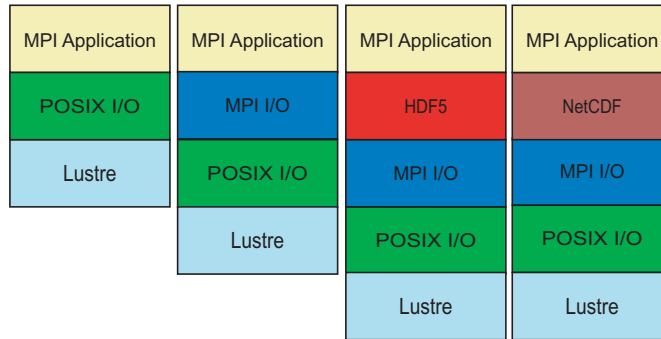 MPI Application
POSIX I/O
Lustre
MPI Application
MPI I/O
POSIX I/O
Lustre
MPI Application
HDF5
MPI I/O
POSIX I/O
Lustre
MPI Application
NetCDF
MPI I/O
POSIX I/O
Lustre